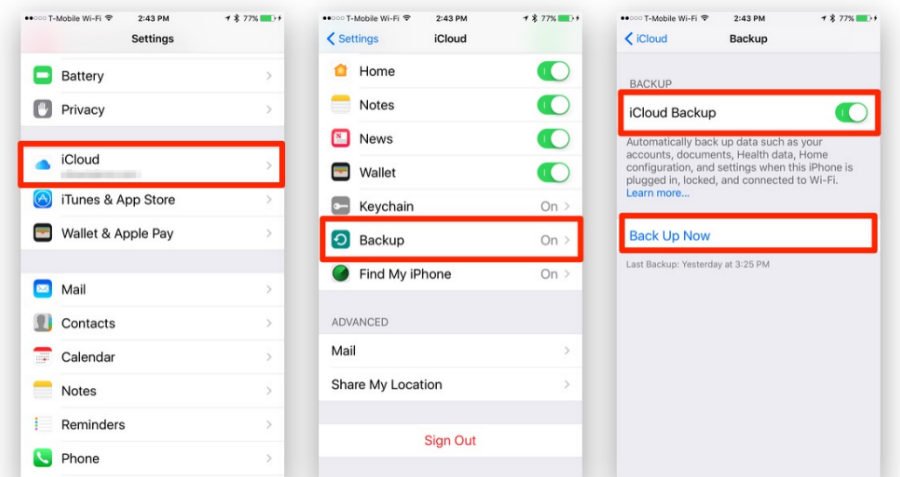 T-Mobile Wi-Fi 2:43 PM 77%
Settings
Battery
Privacy
iCloud
iTunes & App Store
Wallet & Apple Pay
Mail
Contacts
Calendar
Notes
Reminders
Phone
T-Mobile Wi-Fi 2:43 PM 77%
Settings iCloud
Home
Notes
News
Wallet
Keychain On
Backup On
Find My iPhone On
ADVANCED
Mail
Share My Location
Sign Out
T-Mobile Wi-Fi 2:43 PM 77%
iCloud Backup
BACKUP
iCloud Backup
Automatically back up data such as your
accounts, documents, Health data, Home
configuration, and settings when this iPhone is
plugged in, locked, and connected to Wi-Fi.
Learn more...
Back Up Now
Last Backup: Yesterday at 3:25 PM